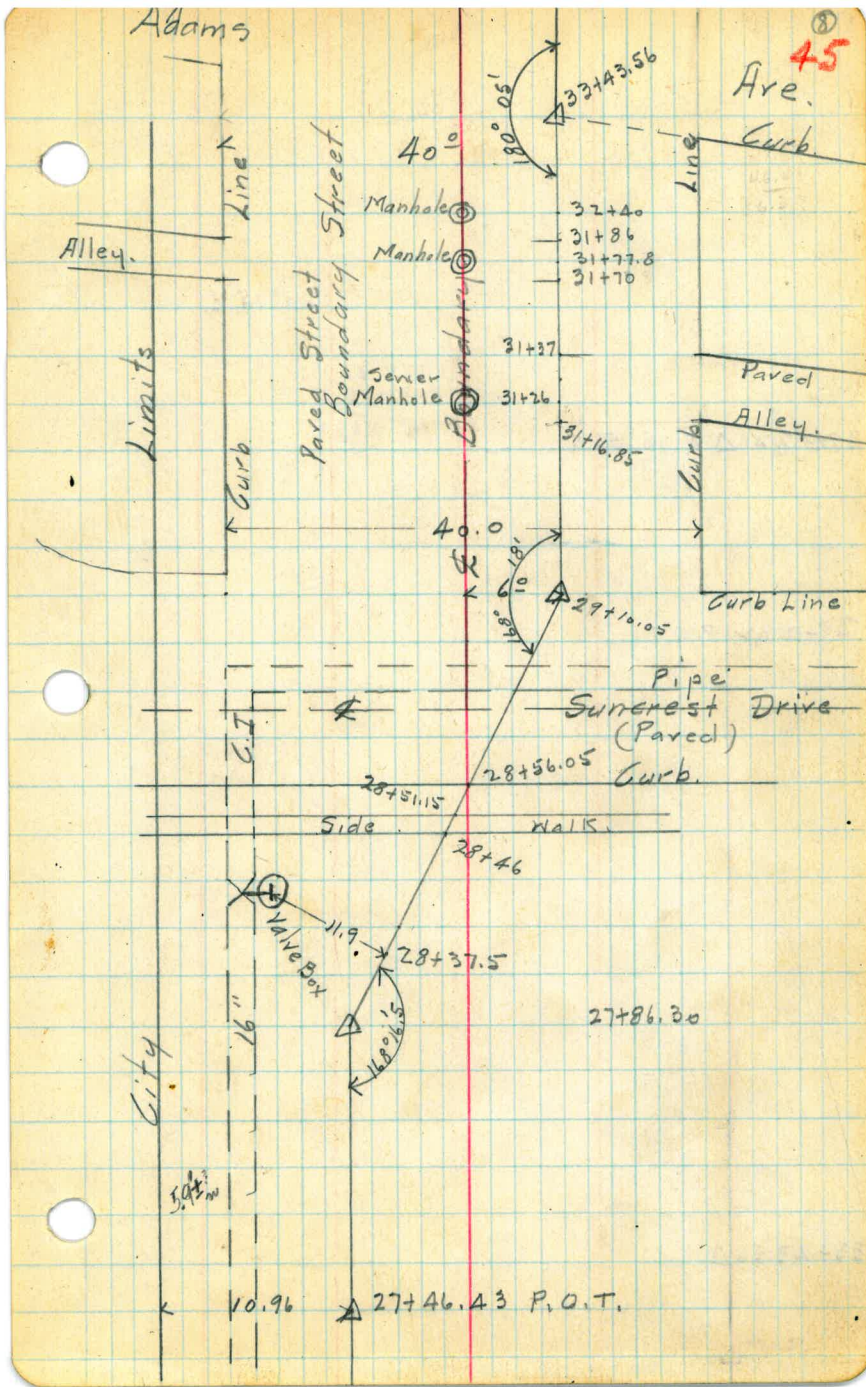 Adams
8
45
Ave.
Curb.
33+43.56
180° 05'
40°
Line
Line
Manhole
32+40
31+86
Manhole
31+77.8
31+70
Alley.
Paved Street
Boundary Street.
Boundary
31+37
Paved
Sewer
Manhole
31+26
Alley.
31+16.85
Limits
Curb
Curb
40.0
℄
6
168° 18'
10
29+10.05
Curb Line
Pipe
℄
Suncrest Drive
(Paved)
C.I
28+56.05
Curb.
28+51.15
Side Walk.
28+46
11.9
Valve Box
28+37.5
16"
168° 16.5'
27+86.30
City
10.96
27+46.43 P.O.T.